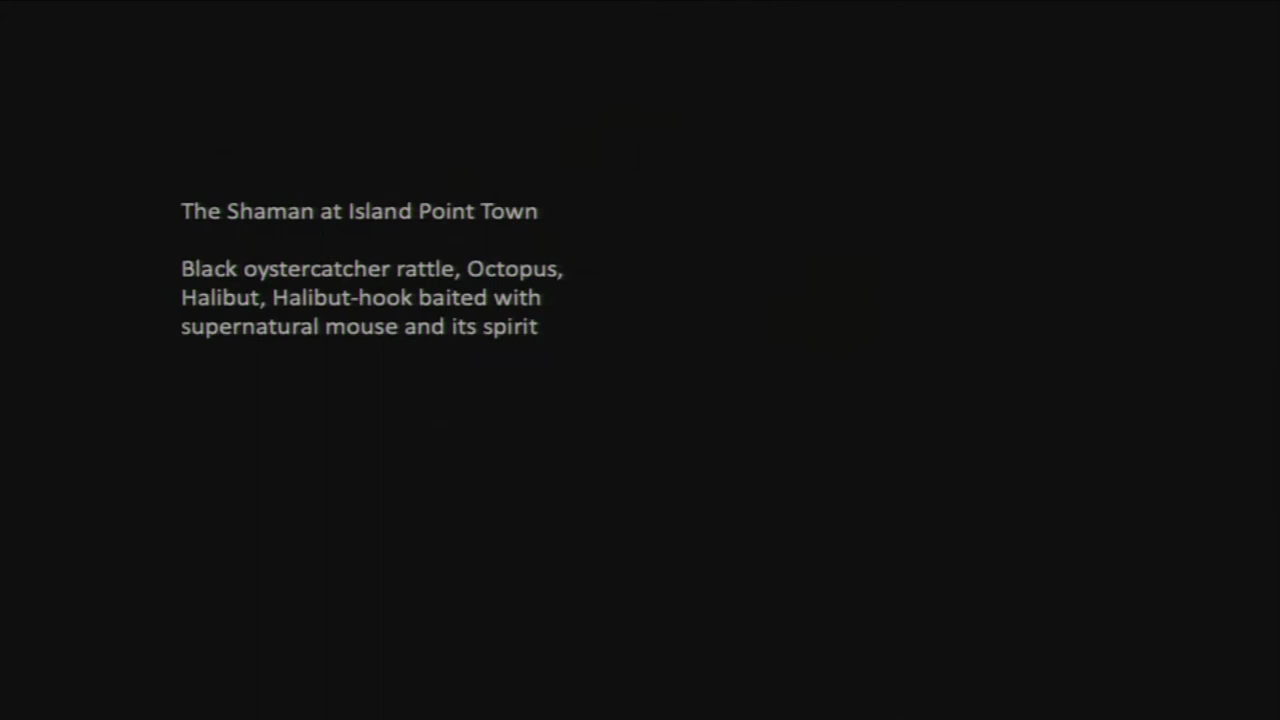 The Shaman at Island Point Town
Black oystercatcher rattle, Octopus,
Halibut, Halibut-hook baited with
supernatural mouse and its spirit